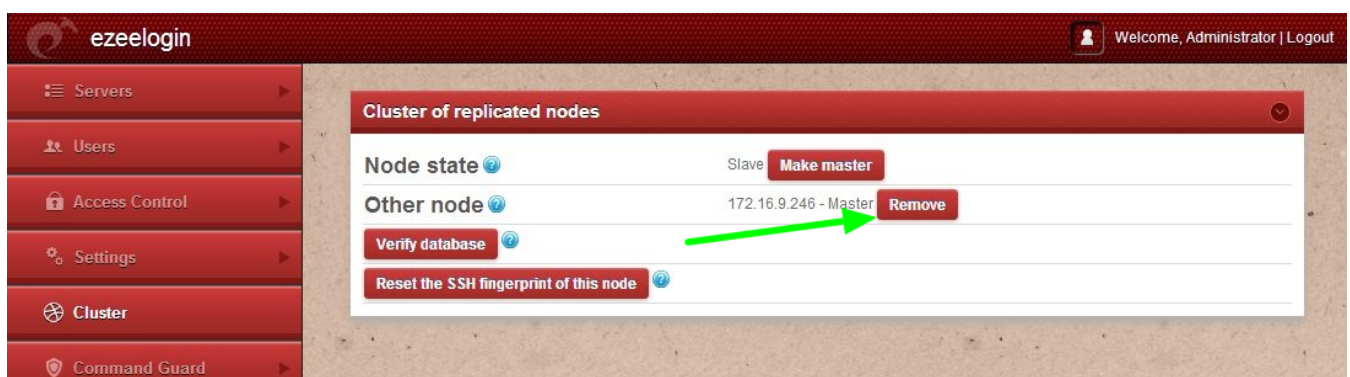 ezeelogin
Welcome, Administrator | Logout
Servers
Users
Access Control
Settings
Cluster
Command Guard
Cluster of replicated nodes
Node state ?
Slave Make master
Other node ?
172.16.9.246 - Master Remove
Verify database ?
Reset the SSH fingerprint of this node ?